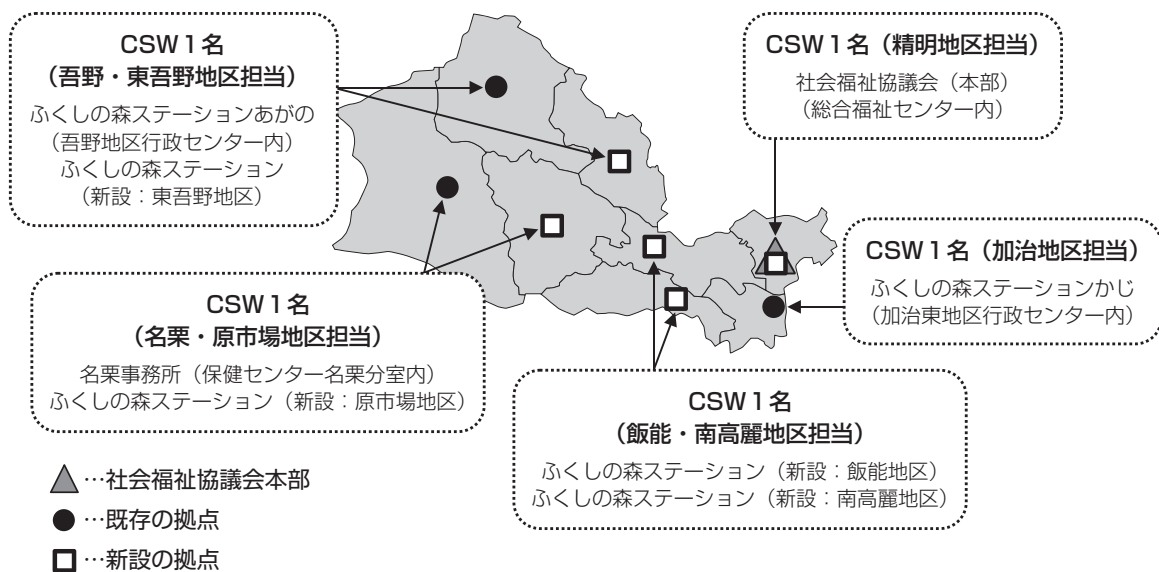 CSW１名
（吾野・東吾野地区担当）
ふくしの森ステーションあがの
（吾野地区行政センター内）
ふくしの森ステーション
（新設：東吾野地区）
CSW１名（精明地区担当）
社会福祉協議会（本部）
（総合福祉センター内）
CSW１名（加治地区担当）
ふくしの森ステーションかじ
（加治東地区行政センター内）
CSW１名
（名栗・原市場地区担当）
名栗事務所（保健センター名栗分室内）
ふくしの森ステーション（新設：原市場地区）
CSW１名
（飯能・南高麗地区担当）
ふくしの森ステーション（新設：飯能地区）
ふくしの森ステーション（新設：南高麗地区）
…社会福祉協議会本部
…既存の拠点
…新設の拠点